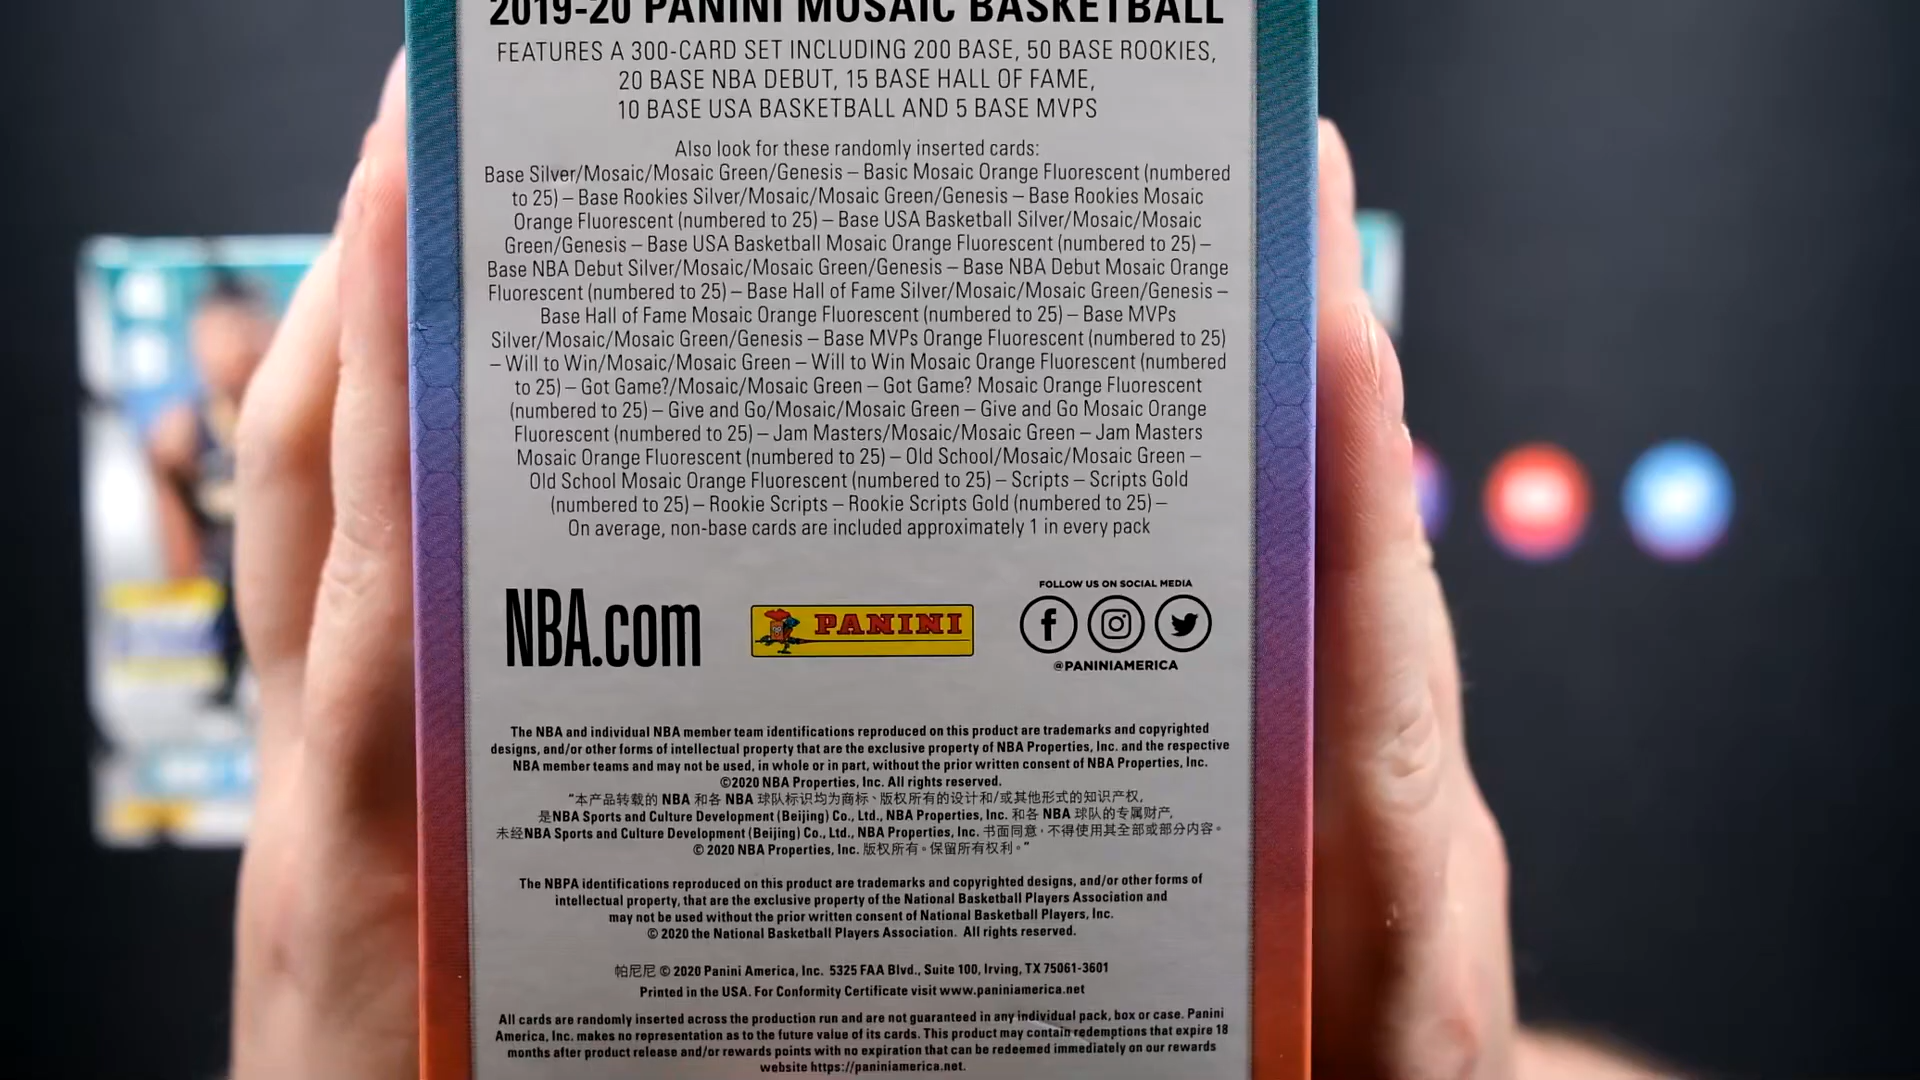 2019-20 PANINI MOSAIC BASKETBALL
FEATURES A 300-CARD SET INCLUDING 200 BASE, 50 BASE ROOKIES,
20 BASE NBA DEBUT, 15 BASE HALL OF FAME,
10 BASE USA BASKETBALL AND 5 BASE MVPS
Also look for these randomly inserted cards:
Base Silver/Mosaic/Mosaic Green/Genesis – Basic Mosaic Orange Fluorescent (numbered
to 25) – Base Rookies Silver/Mosaic/Mosaic Green/Genesis – Base Rookies Mosaic
Orange Fluorescent (numbered to 25) – Base USA Basketball Silver/Mosaic/Mosaic
Green/Genesis – Base USA Basketball Mosaic Orange Fluorescent (numbered to 25) –
Base NBA Debut Silver/Mosaic/Mosaic Green/Genesis – Base NBA Debut Mosaic Orange
Fluorescent (numbered to 25) – Base Hall of Fame Silver/Mosaic/Mosaic Green/Genesis –
Base Hall of Fame Mosaic Orange Fluorescent (numbered to 25) – Base MVPs
Silver/Mosaic/Mosaic Green/Genesis – Base MVPs Orange Fluorescent (numbered to 25)
– Will to Win/Mosaic/Mosaic Green – Will to Win Mosaic Orange Fluorescent (numbered
to 25) – Got Game?/Mosaic/Mosaic Green – Got Game? Mosaic Orange Fluorescent
(numbered to 25) – Give and Go/Mosaic/Mosaic Green – Give and Go Mosaic Orange
Fluorescent (numbered to 25) – Jam Masters/Mosaic/Mosaic Green – Jam Masters
Mosaic Orange Fluorescent (numbered to 25) – Old School/Mosaic/Mosaic Green –
Old School Mosaic Orange Fluorescent (numbered to 25) – Scripts – Scripts Gold
(numbered to 25) – Rookie Scripts – Rookie Scripts Gold (numbered to 25) –
On average, non-base cards are included approximately 1 in every pack
NBA.com
PANINI
FOLLOW US ON SOCIAL MEDIA
@PANINIAMERICA
The NBA and individual NBA member team identifications reproduced on this product are trademarks and copyrighted
designs, and/or other forms of intellectual property that are the exclusive property of NBA Properties, Inc. and the respective
NBA member teams and may not be used, in whole or in part, without the prior written consent of NBA Properties, Inc.
©2020 NBA Properties, Inc. All rights reserved.
“本产品转载的 NBA 和各 NBA 球队标识均为商标、版权所有的设计和/或其他形式的知识产权,
是NBA Sports and Culture Development (Beijing) Co., Ltd., NBA Properties, Inc. 和各 NBA 球队的专属财产,
未经NBA Sports and Culture Development (Beijing) Co., Ltd., NBA Properties, Inc. 书面同意·不得使用其全部或部分内容。
© 2020 NBA Properties, Inc. 版权所有。保留所有权利。”
The NBPA identifications reproduced on this product are trademarks and copyrighted designs, and/or other forms of
intellectual property, that are the exclusive property of the National Basketball Players Association and
may not be used without the prior written consent of National Basketball Players, Inc.
© 2020 the National Basketball Players Association. All rights reserved.
帕尼尼 © 2020 Panini America, Inc. 5325 FAA Blvd., Suite 100, Irving, TX 75061-3601
Printed in the USA. For Conformity Certificate visit www.paniniamerica.net
All cards are randomly inserted across the production run and are not guaranteed in any individual pack, box or case. Panini
America, Inc. makes no representation as to the future value of its cards. This product may contain redemptions that expire 18
months after product release and/or rewards points with no expiration that can be redeemed immediately on our rewards
website https://paniniamerica.net.